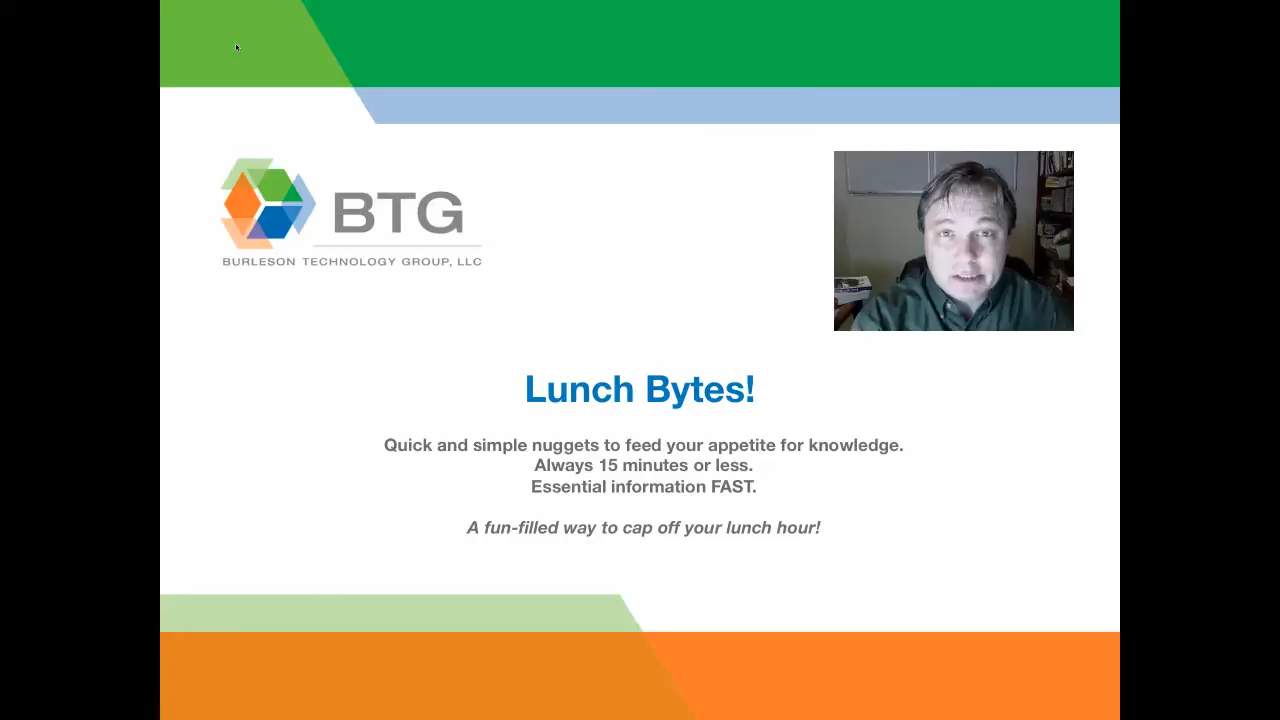 BTG
BURLESON TECHNOLOGY GROUP, LLC
Lunch Bytes!
Quick and simple nuggets to feed your appetite for knowledge.
Always 15 minutes or less.
Essential information FAST.
A fun-filled way to cap off your lunch hour!